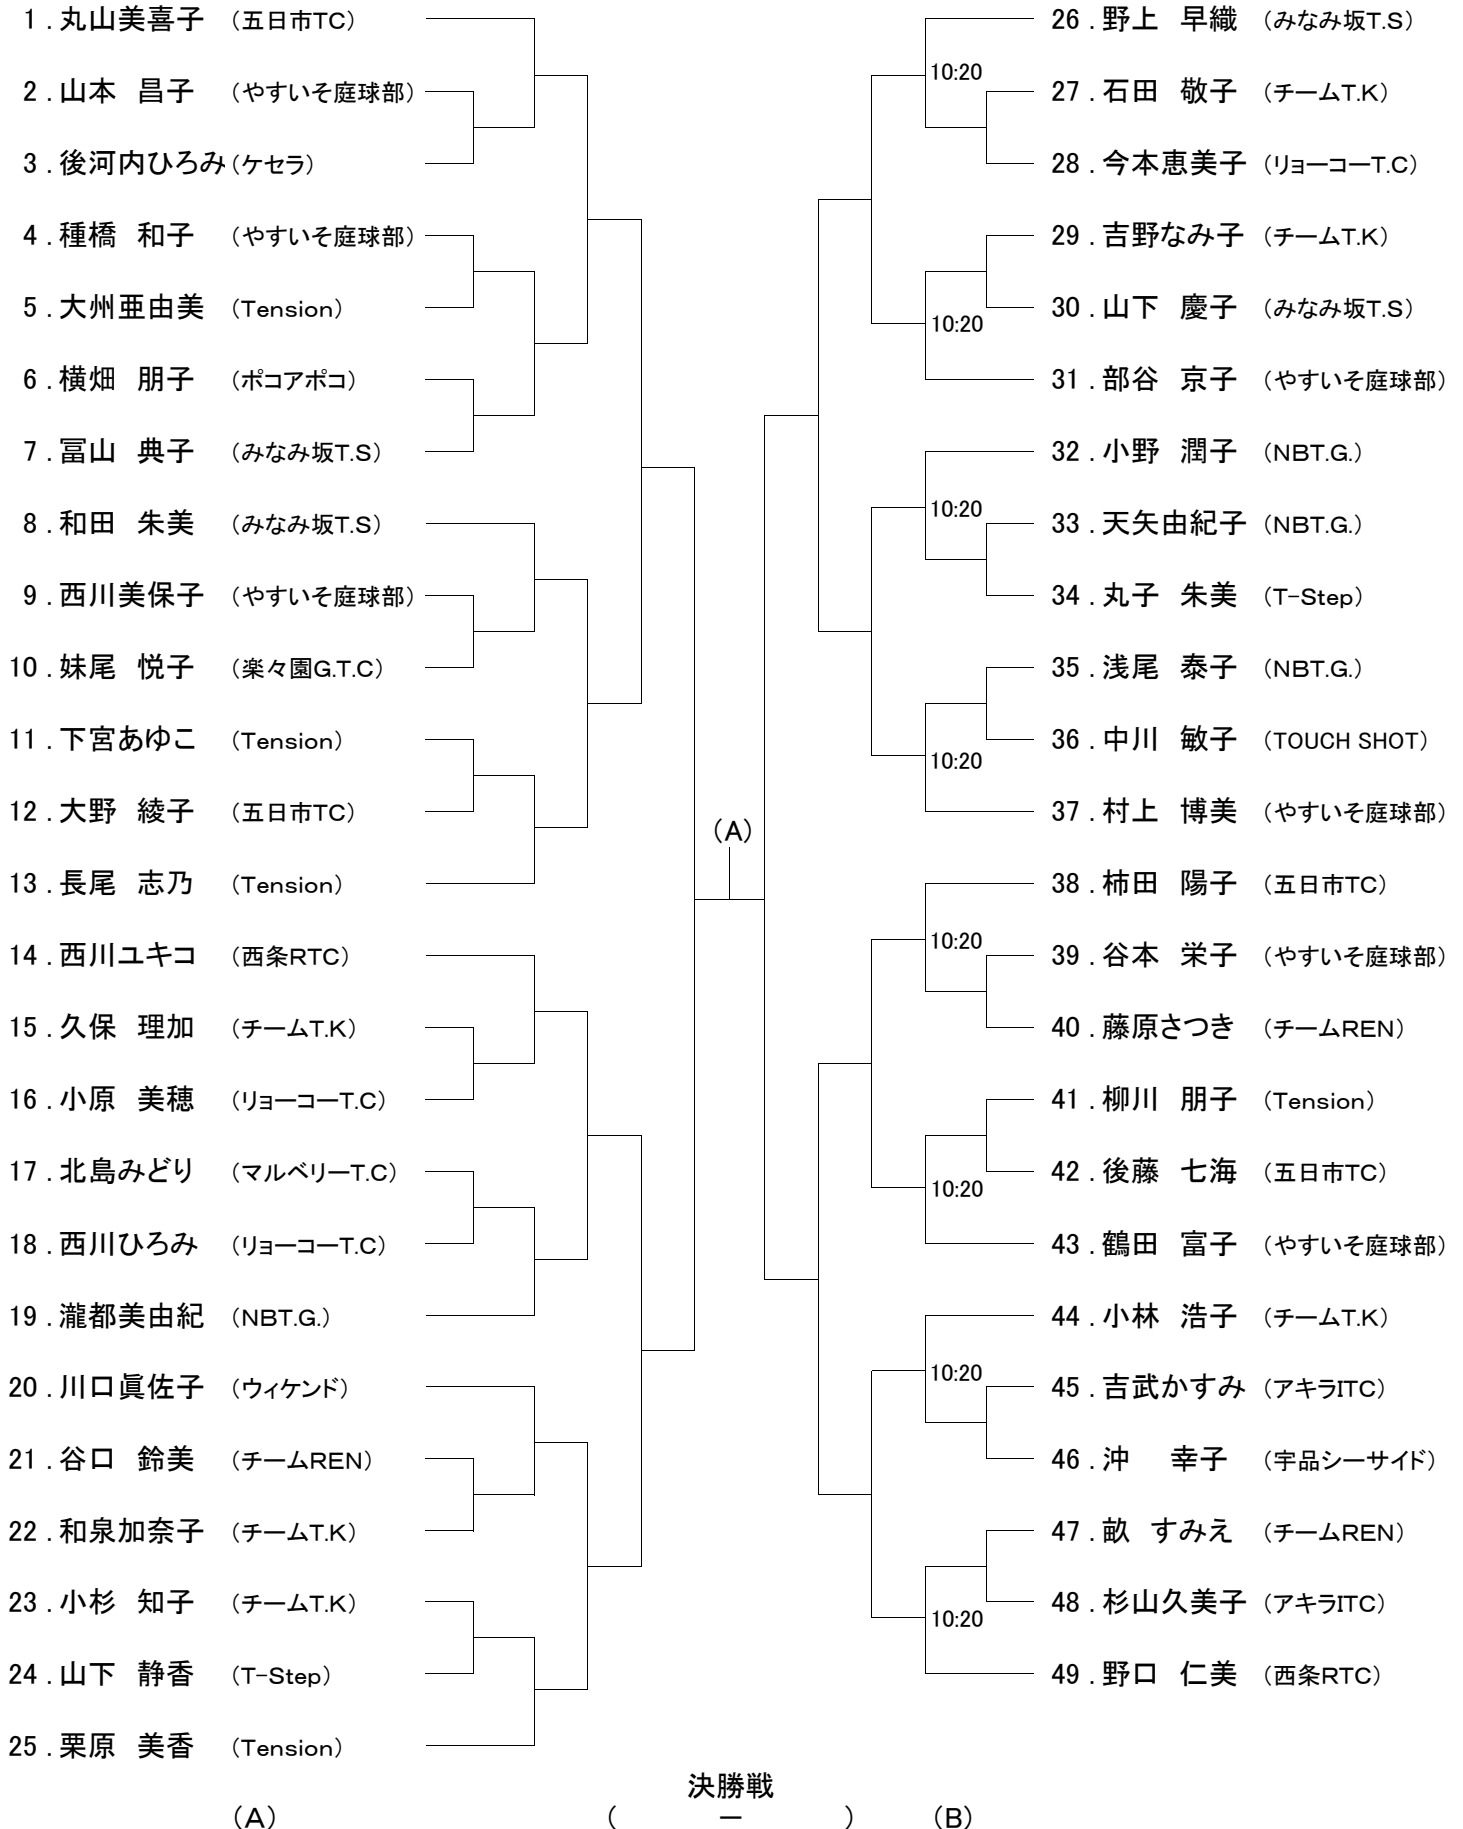 1 . 丸山美喜子 （五日市TC）
2 . 山本 昌子 （やすいそ庭球部）
3 . 後河内ひろみ （ケセラ）
4 . 種橋 和子 （やすいそ庭球部）
5 . 大州亜由美 （Tension）
6 . 横畑 朋子 （ポコアポコ）
7 . 冨山 典子 （みなみ坂T.S）
8 . 和田 朱美 （みなみ坂T.S）
9 . 西川美保子 （やすいそ庭球部）
10 . 妹尾 悦子 （楽々園G.T.C）
11 . 下宮あゆこ （Tension）
12 . 大野 綾子 （五日市TC）
13 . 長尾 志乃 （Tension）
14 . 西川ユキコ （西条RTC）
15 . 久保 理加 （チームT.K）
16 . 小原 美穂 （リョーコーT.C）
17 . 北島みどり （マルベリーT.C）
18 . 西川ひろみ （リョーコーT.C）
19 . 瀧都美由紀 （NBT.G.）
20 . 川口眞佐子 （ウィケンド）
21 . 谷口 鈴美 （チームREN）
22 . 和泉加奈子 （チームT.K）
23 . 小杉 知子 （チームT.K）
24 . 山下 静香 （T-Step）
25 . 栗原 美香 （Tension）
（A）
26 . 野上 早織 （みなみ坂T.S）
10:20
27 . 石田 敬子 （チームT.K）
28 . 今本恵美子 （リョーコーT.C）
29 . 吉野なみ子 （チームT.K）
30 . 山下 慶子 （みなみ坂T.S）
10:20
31 . 部谷 京子 （やすいそ庭球部）
32 . 小野 潤子 （NBT.G.）
10:20
33 . 天矢由紀子 （NBT.G.）
34 . 丸子 朱美 （T-Step）
35 . 浅尾 泰子 （NBT.G.）
36 . 中川 敏子 （TOUCH SHOT）
10:20
37 . 村上 博美 （やすいそ庭球部）
38 . 柿田 陽子 （五日市TC）
10:20
39 . 谷本 栄子 （やすいそ庭球部）
40 . 藤原さつき （チームREN）
41 . 柳川 朋子 （Tension）
42 . 後藤 七海 （五日市TC）
10:20
43 . 鶴田 富子 （やすいそ庭球部）
44 . 小林 浩子 （チームT.K）
10:20
45 . 吉武かすみ （アキラITC）
46 . 沖 幸子 （宇品シーサイド）
47 . 畝 すみえ （チームREN）
48 . 杉山久美子 （アキラITC）
10:20
49 . 野口 仁美 （西条RTC）
決勝戦
（A） （ ー ） （B）